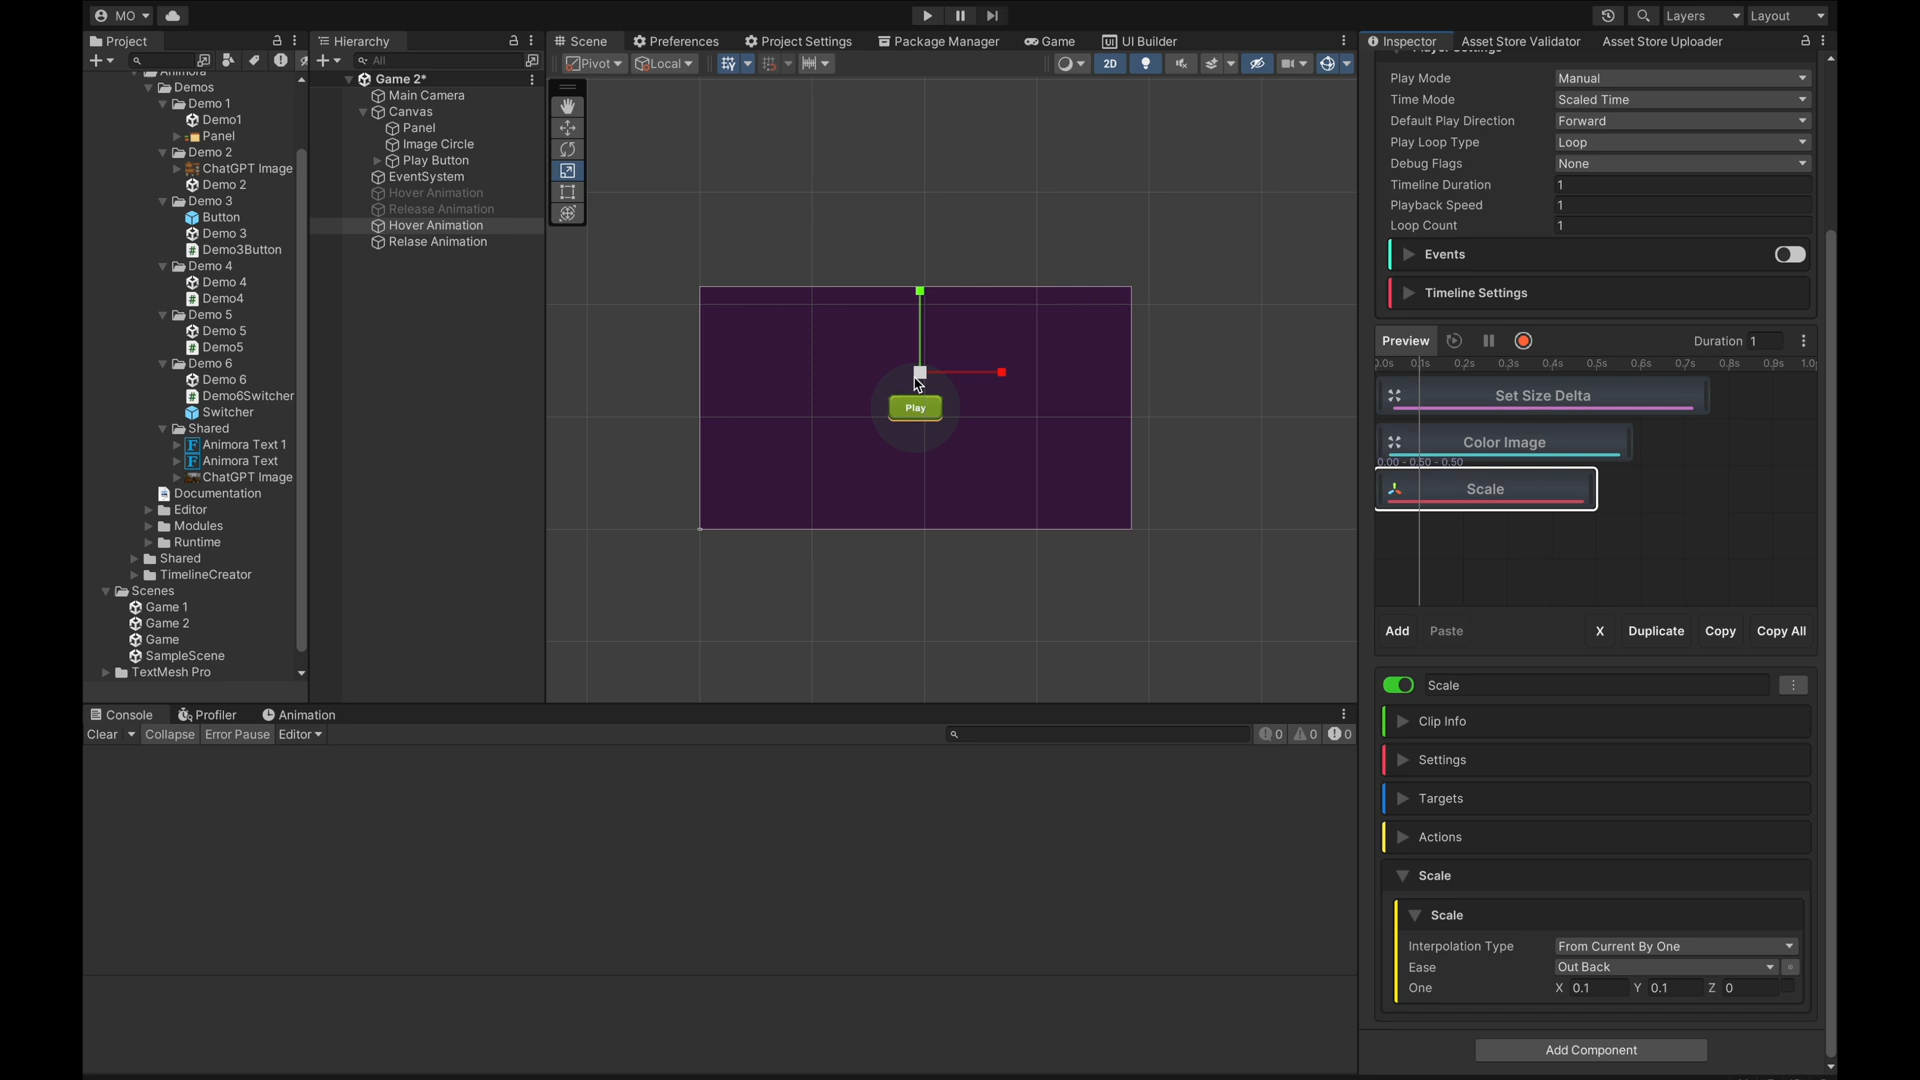 MO
Layers
Layout
Project
Hierarchy
Scene
Preferences
Project Settings
Package Manager
Game
UI Builder
Inspector
Asset Store Validator
Asset Store Uploader
All
Pivot
Local
2D
Demos
Demo 1
Demo1
Panel
Demo 2
ChatGPT Image
Demo 2
Demo 3
Button
Demo 3
Demo3Button
Demo 4
Demo 4
Demo4
Demo 5
Demo 5
Demo5
Demo 6
Demo 6
Demo6Switcher
Switcher
Shared
Animora Text 1
Animora Text
ChatGPT Image
Documentation
Editor
Modules
Runtime
Shared
TimelineCreator
Scenes
Game 1
Game 2
Game
SampleScene
TextMesh Pro
Game 2*
Main Camera
Canvas
Panel
Image Circle
Play Button
EventSystem
Hover Animation
Release Animation
Hover Animation
Relase Animation
Play
Play Mode Manual
Time Mode Scaled Time
Default Play Direction Forward
Play Loop Type Loop
Debug Flags None
Timeline Duration 1
Playback Speed 1
Loop Count 1
Events
Timeline Settings
Preview Duration 1
0.1s 0.2s 0.3s 0.4s 0.5s 0.6s 0.7s 0.8s 0.9s
Set Size Delta
Color Image
0.00 - 0.50 - 0.50
Scale
Add Paste X Duplicate Copy Copy All
Scale
Clip Info
Settings
Targets
Actions
Scale
Scale
Interpolation Type From Current By One
Ease Out Back
One X 0.1 Y 0.1 Z 0
Add Component
Console
Profiler
Animation
Clear
Collapse
Error Pause
Editor
0 0 0